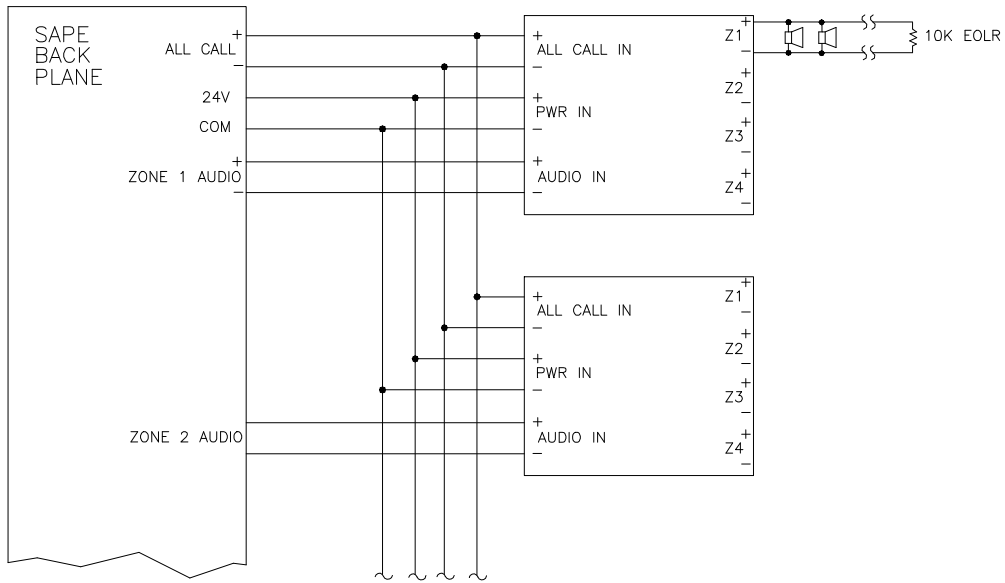 SAPE
BACK
PLANE
+
ALL CALL
−
24V
COM
+
ZONE 1 AUDIO
−
ZONE 2 AUDIO
+
ALL CALL IN
−
+
PWR IN
−
+
AUDIO IN
−
Z1 +
−
Z2 +
−
Z3 +
−
Z4 +
−
10K EOLR
+
ALL CALL IN
−
+
PWR IN
−
+
AUDIO IN
−
Z1 +
−
Z2 +
−
Z3 +
−
Z4 +
−